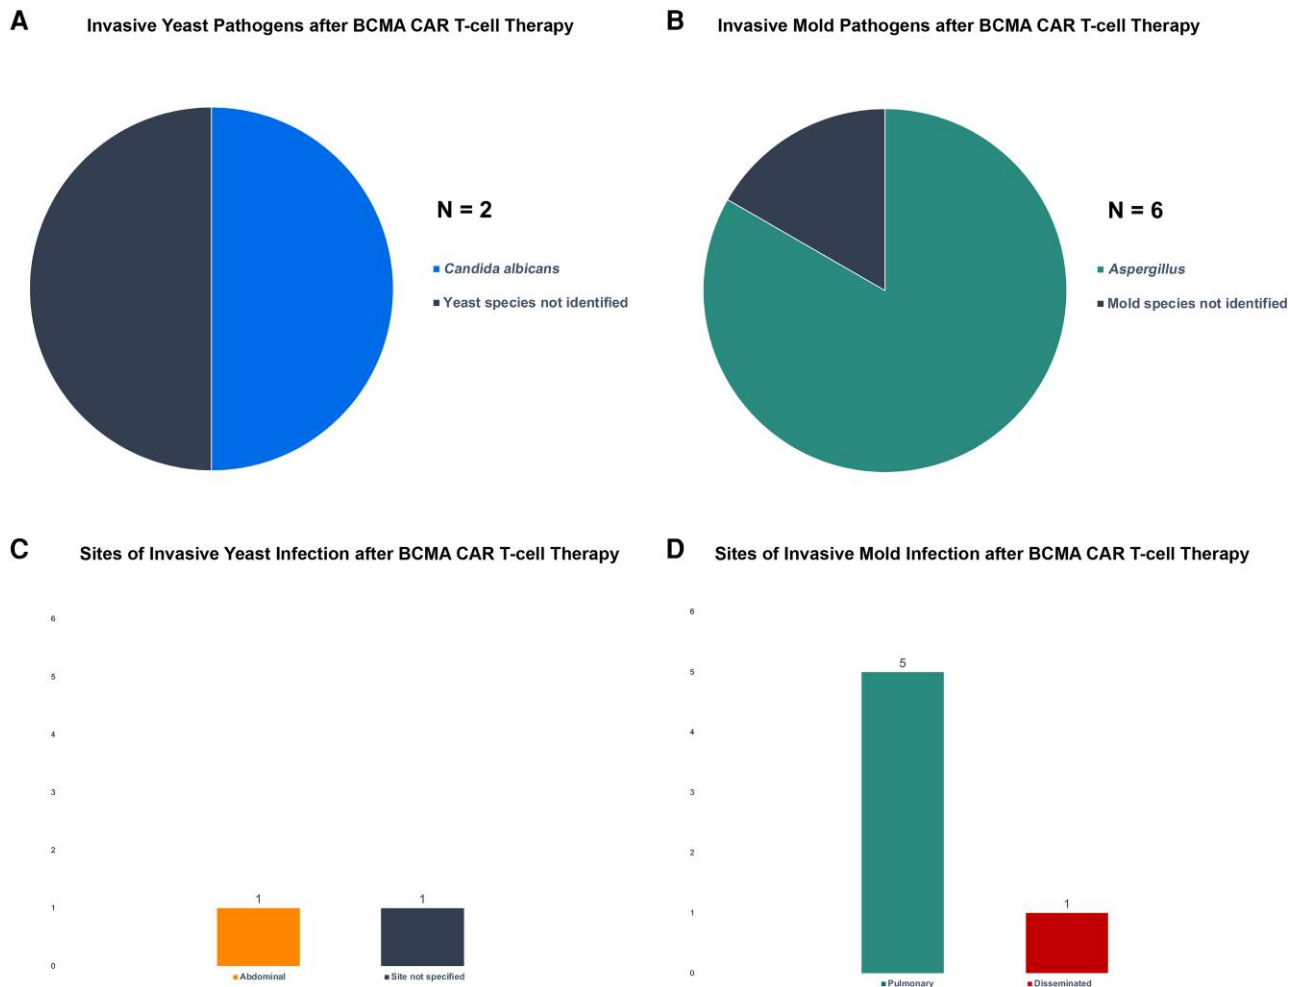 A Invasive Yeast Pathogens after BCMA CAR T-cell Therapy
N = 2
Candida albicans
Yeast species not identified
B Invasive Mold Pathogens after BCMA CAR T-cell Therapy
N = 6
Aspergillus
Mold species not identified
C Sites of Invasive Yeast Infection after BCMA CAR T-cell Therapy
6
5
4
3
2
1
0
1
1
Abdominal
Site not specified
D Sites of Invasive Mold Infection after BCMA CAR T-cell Therapy
6
5
4
3
2
1
0
5
1
Pulmonary
Disseminated